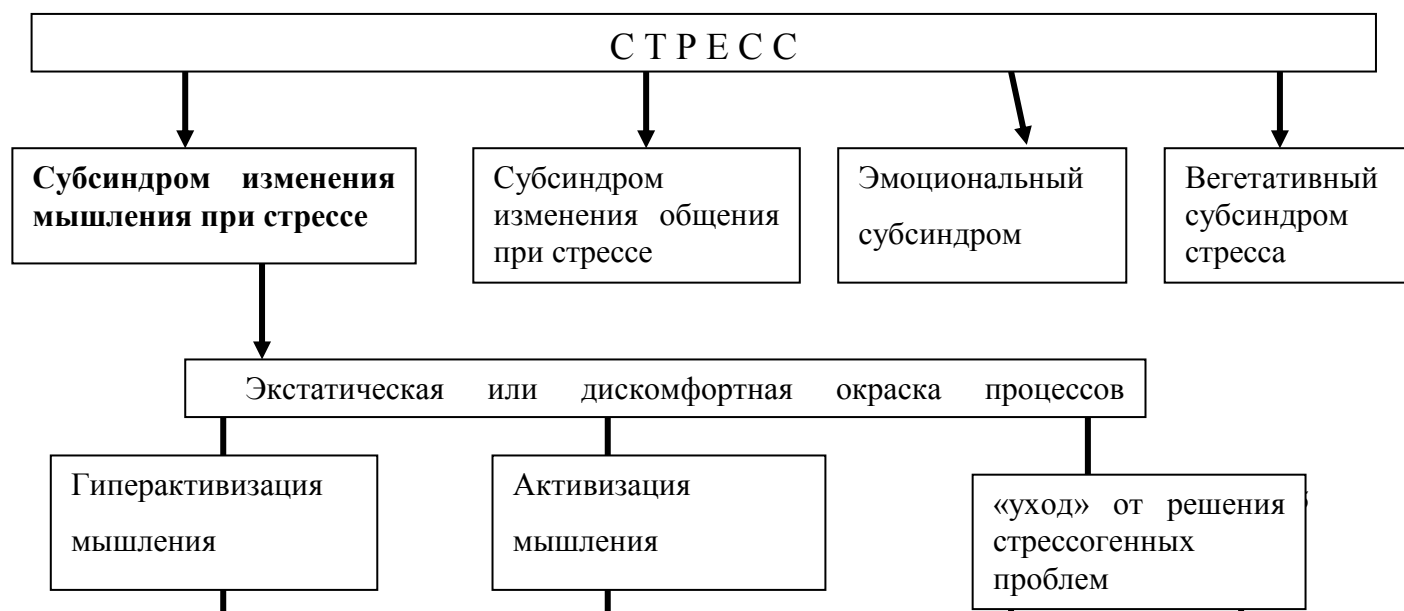 С Т Р Е С С
Субсиндром изменения
мышления при стрессе
Субсиндром
изменения общения
при стрессе
Эмоциональный
субсиндром
Вегетативный
субсиндром
стресса
Экстатическая или дискомфортная окраска процессов
Гиперактивизация
мышления
Активизация
мышления
«уход» от решения
стрессогенных
проблем